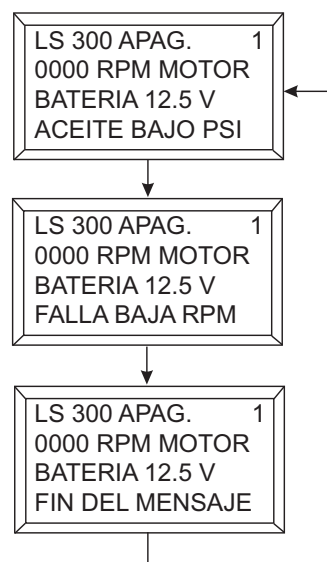 LS 300 APAG. 1
0000 RPM MOTOR
BATERIA 12.5 V
ACEITE BAJO PSI
LS 300 APAG. 1
0000 RPM MOTOR
BATERIA 12.5 V
FALLA BAJA RPM
LS 300 APAG. 1
0000 RPM MOTOR
BATERIA 12.5 V
FIN DEL MENSAJE